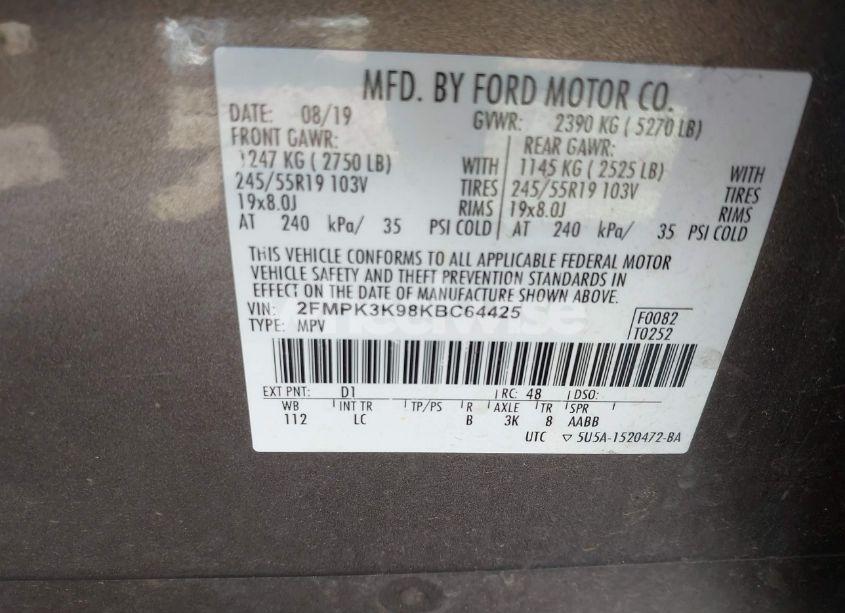 MFD. BY FORD MOTOR CO.
DATE: 08/19 GVWR: 2390 KG ( 5270 LB)
FRONT GAWR: REAR GAWR:
1247 KG ( 2750 LB) WITH 1145 KG ( 2525 LB) WITH
245/55R19 103V TIRES 245/55R19 103V TIRES
19x8.0J RIMS 19x8.0J RIMS
AT 240 kPa/ 35 PSI COLD AT 240 kPa/ 35 PSI COLD
THIS VEHICLE CONFORMS TO ALL APPLICABLE FEDERAL MOTOR
VEHICLE SAFETY AND THEFT PREVENTION STANDARDS IN
EFFECT ON THE DATE OF MANUFACTURE SHOWN ABOVE.
VIN: 2FMPK3K98KBC64425 F0082
TYPE: MPV T0252
EXT PNT: D1 RC: 48 DSO:
WB INT TR TP/PS R AXLE TR SPR
112 LC B 3K 8 AABB
UTC ▽ 5U5A-1520472-BA